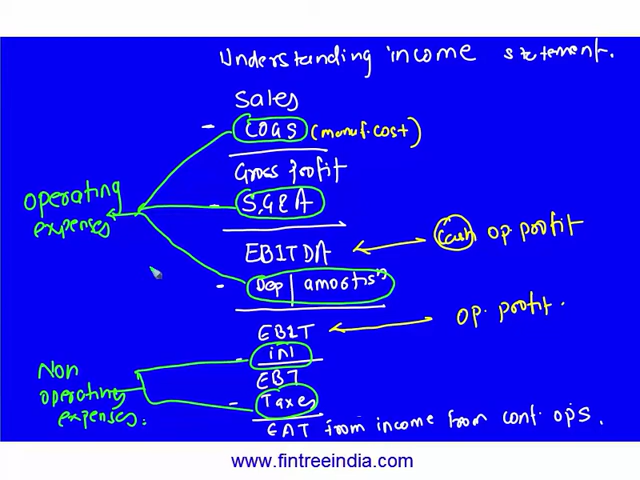 Understanding income statement.
Sales
- COGS (manuf. cost)
Gross Profit
Operating expenses
- S,G&A
EBITDA
Cash op profit
- Dep | amortisn
EBIT
op. profit.
- int
Non operating expenses.
EBT
- Taxes
EAT from income from cont. ops.
www.fintreeindia.com